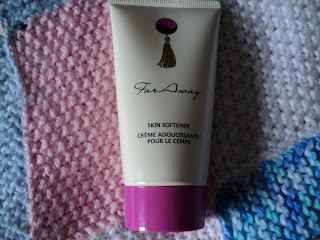 Far Away
SKIN SOFTENER
CRÈME ADOUCISSANTE
POUR LE CORPS